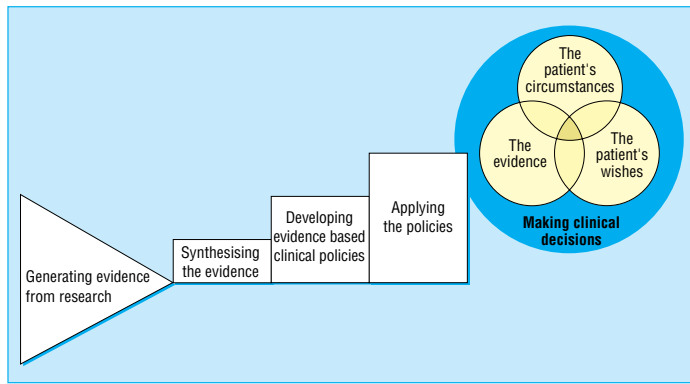 Generating evidence
from research
Synthesising
the evidence
Developing
evidence based
clinical policies
Applying
the policies
The
patient's
circumstances
The
evidence
The
patient's
wishes
Making clinical
decisions